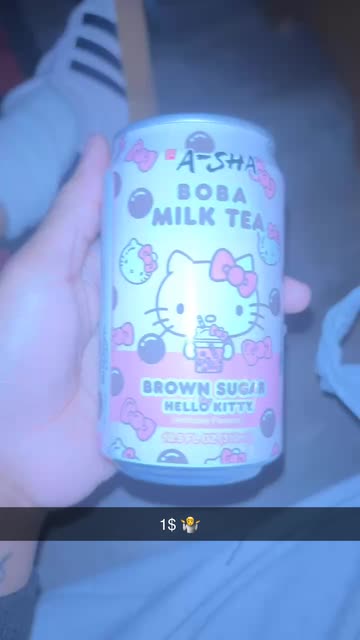 A-SHA
BOBA
MILK TEA
BROWN SUGAR
HELLO KITTY
1$ 🤷